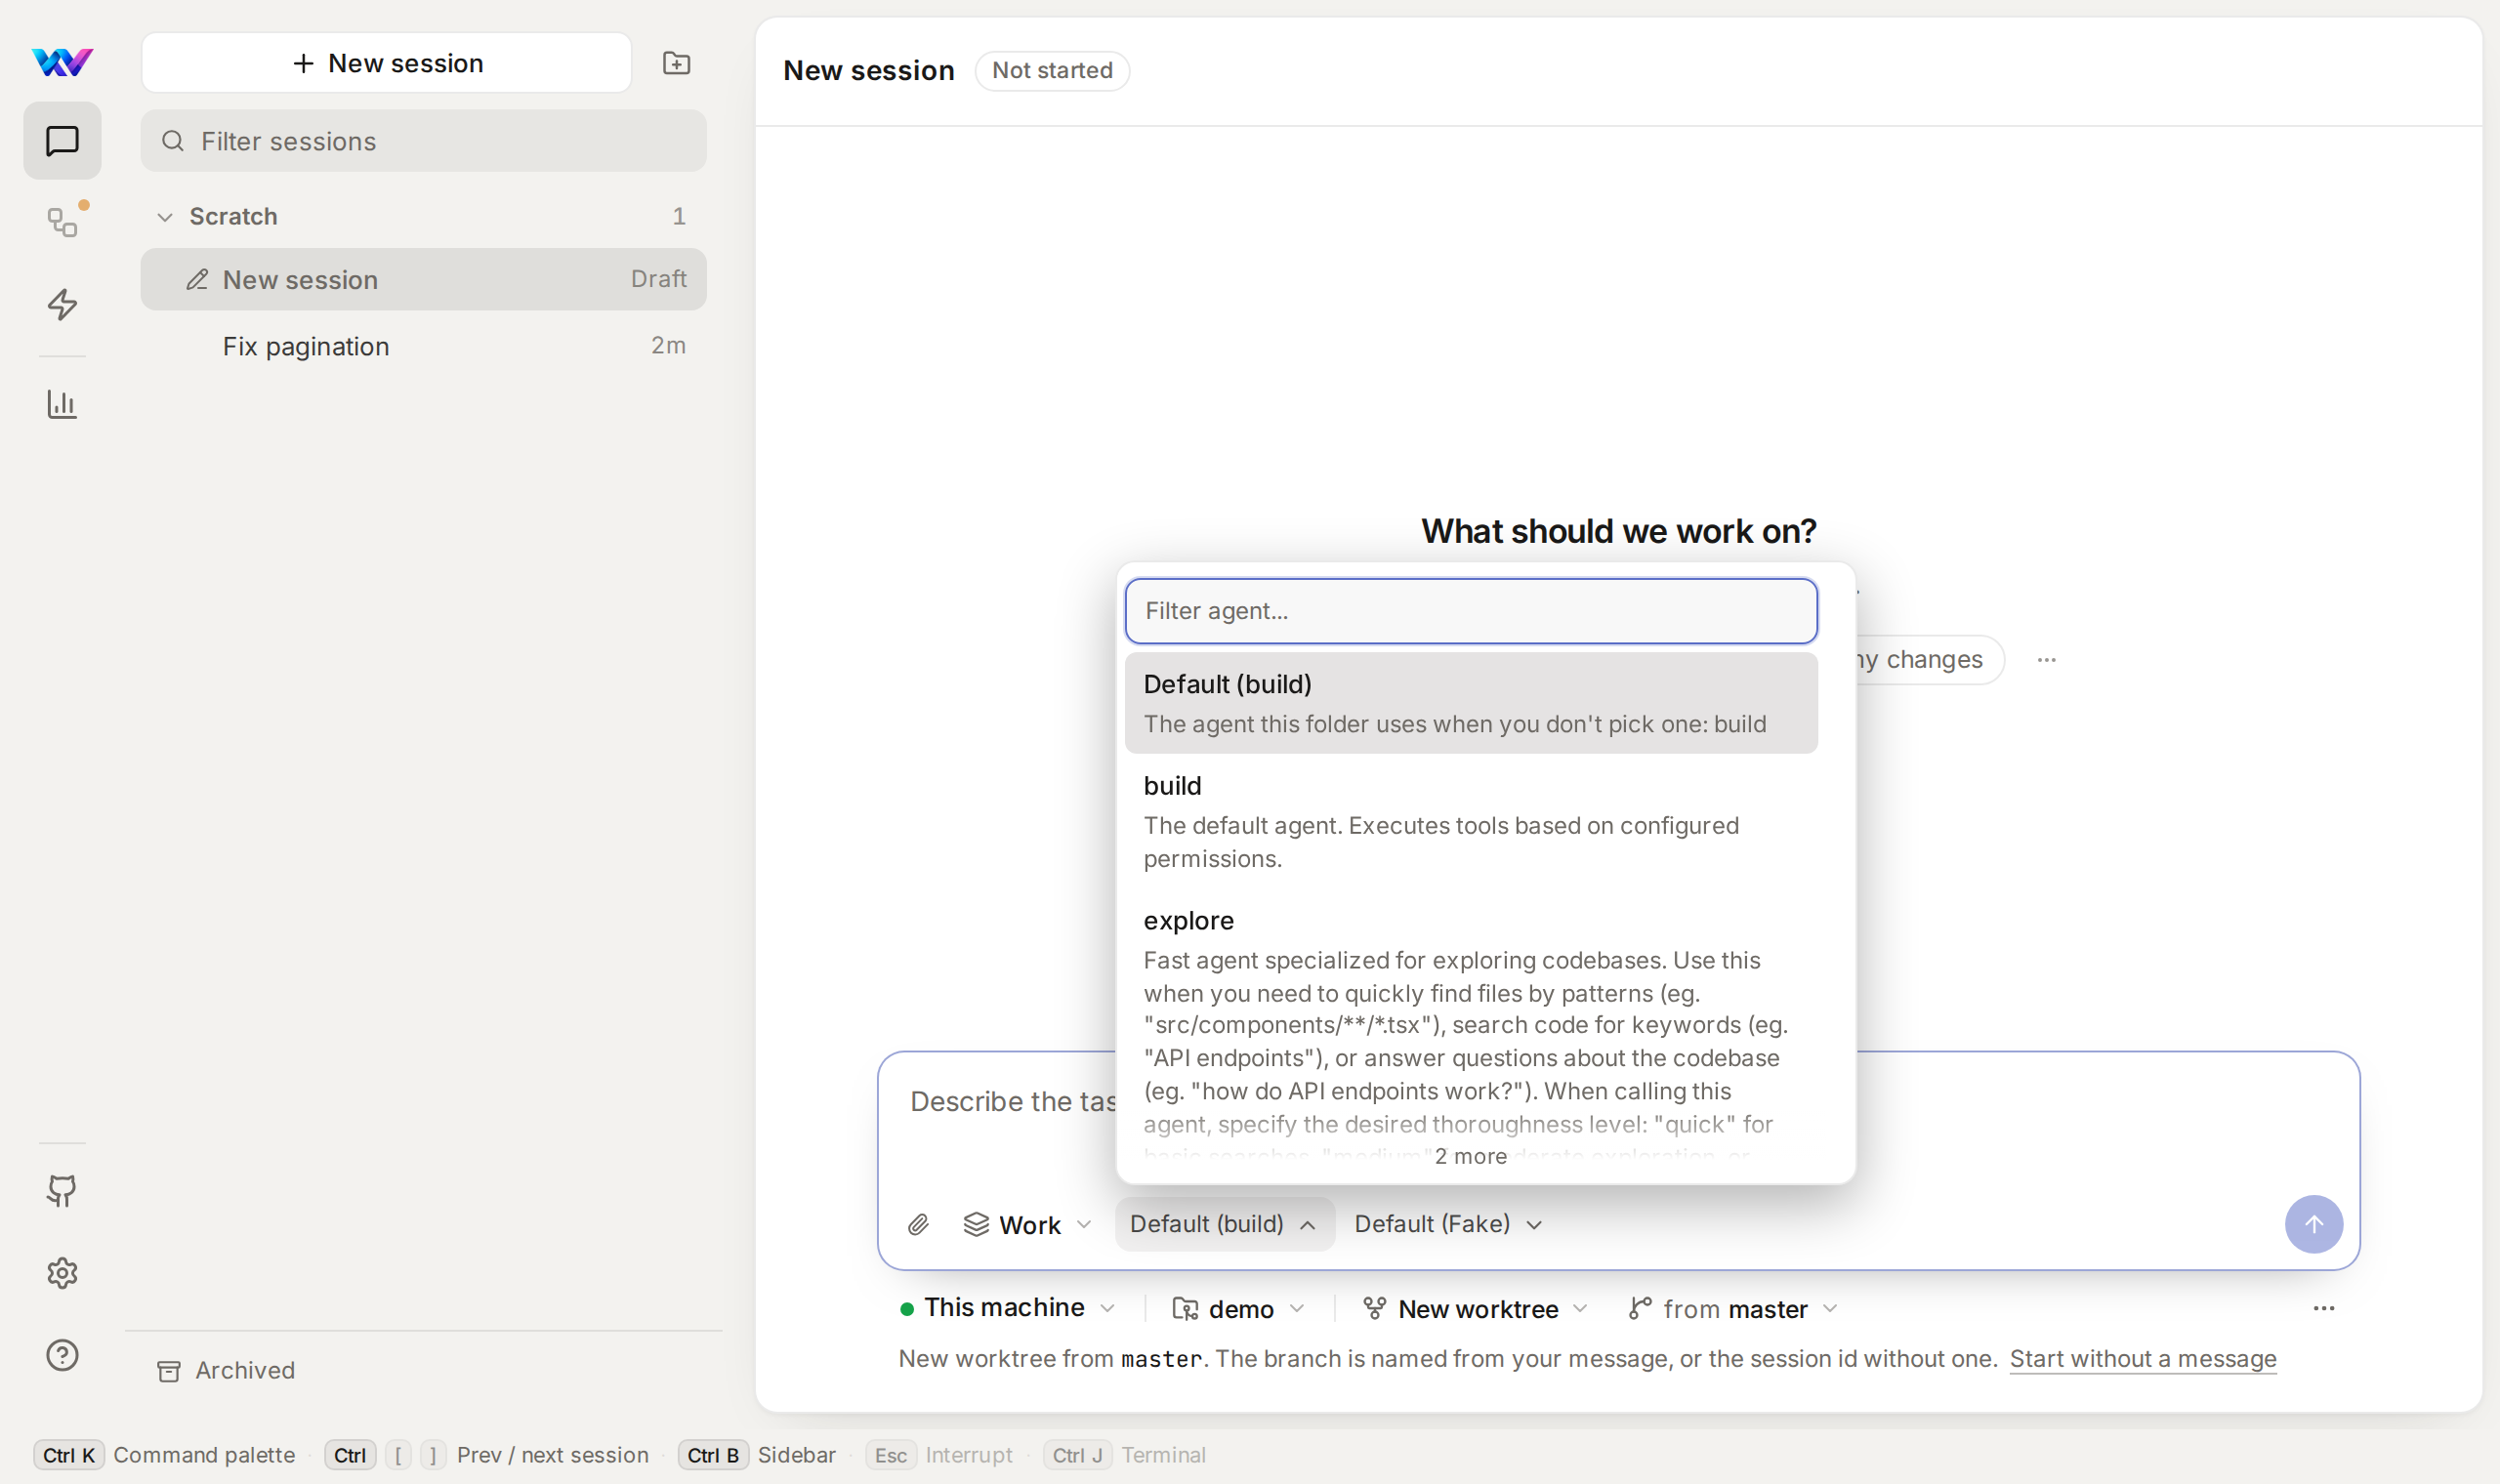 New session
Filter sessions
Scratch 1
New session Draft
Fix pagination 2m
Archived
New session Not started
What should we work on?
my changes
Filter agent...
Default (build)
The agent this folder uses when you don't pick one: build
build
The default agent. Executes tools based on configured
permissions.
explore
Fast agent specialized for exploring codebases. Use this
when you need to quickly find files by patterns (eg.
"src/components/**/*.tsx"), search code for keywords (eg.
"API endpoints"), or answer questions about the codebase
(eg. "how do API endpoints work?"). When calling this
agent, specify the desired thoroughness level: "quick" for
basic searches, "medium" moderate exploration, or
2 more
Describe the tas
Work Default (build) Default (Fake)
This machine demo New worktree from master
New worktree from master. The branch is named from your message, or the session id without one. Start without a message
Ctrl K Command palette · Ctrl [ ] Prev / next session · Ctrl B Sidebar · Esc Interrupt · Ctrl J Terminal